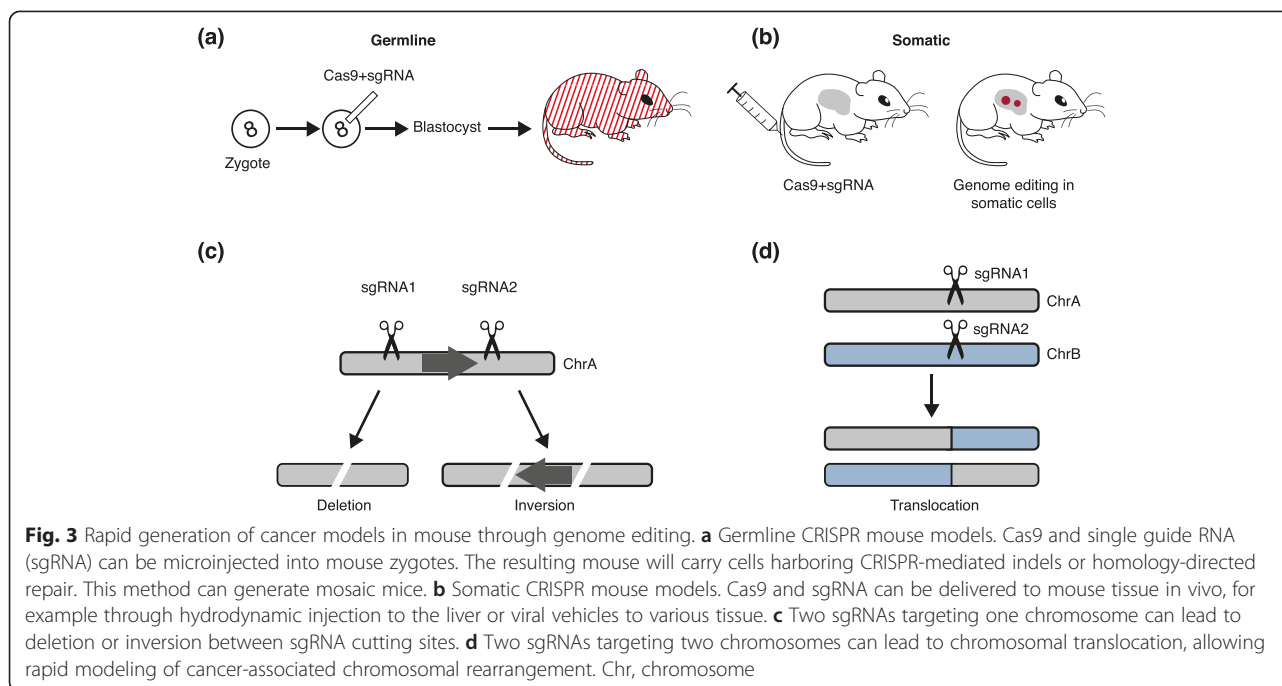 (a)
Germline
Cas9+sgRNA
Blastocyst
Zygote
(b)
Somatic
Cas9+sgRNA
Genome editing in
somatic cells
(c)
sgRNA1
sgRNA2
ChrA
Deletion
Inversion
(d)
sgRNA1
ChrA
sgRNA2
ChrB
Translocation
Fig. 3 Rapid generation of cancer models in mouse through genome editing. a Germline CRISPR mouse models. Cas9 and single guide RNA
(sgRNA) can be microinjected into mouse zygotes. The resulting mouse will carry cells harboring CRISPR-mediated indels or homology-directed
repair. This method can generate mosaic mice. b Somatic CRISPR mouse models. Cas9 and sgRNA can be delivered to mouse tissue in vivo, for
example through hydrodynamic injection to the liver or viral vehicles to various tissue. c Two sgRNAs targeting one chromosome can lead to
deletion or inversion between sgRNA cutting sites. d Two sgRNAs targeting two chromosomes can lead to chromosomal translocation, allowing
rapid modeling of cancer-associated chromosomal rearrangement. Chr, chromosome